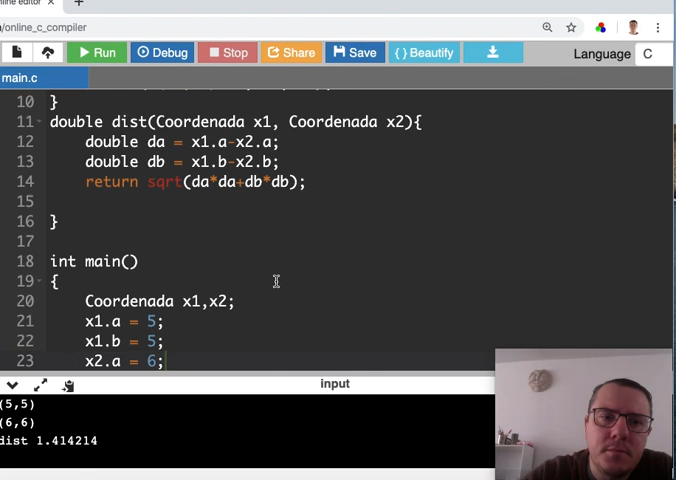 nline editor
/online_c_compiler
Run Debug Stop Share Save { } Beautify Language C
main.c
10 }
11 double dist(Coordenada x1, Coordenada x2){
12 double da = x1.a-x2.a;
13 double db = x1.b-x2.b;
14 return sqrt(da*da+db*db);
15
16 }
17
18 int main()
19 {
20 Coordenada x1,x2;
21 x1.a = 5;
22 x1.b = 5;
23 x2.a = 6;
input
(5,5)
(6,6)
dist 1.414214